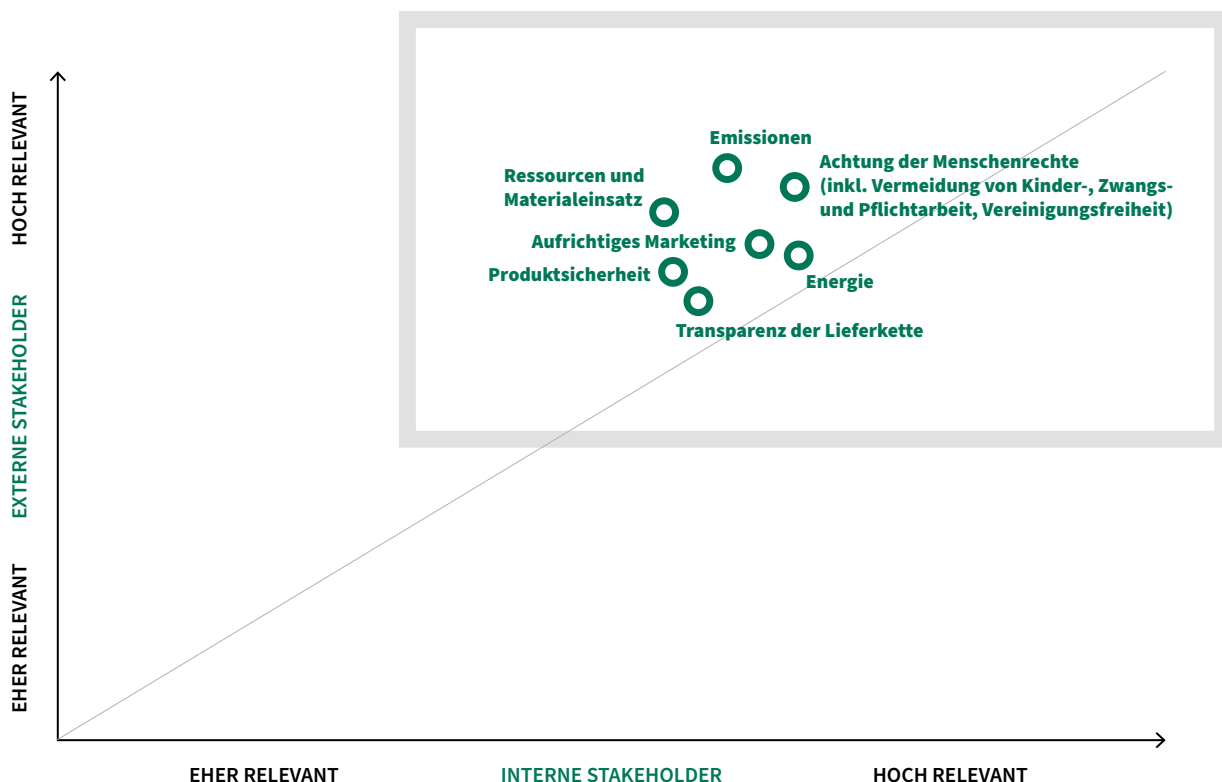 HOCH RELEVANT
EXTERNE STAKEHOLDER
EHER RELEVANT
Emissionen
Achtung der Menschenrechte
(inkl. Vermeidung von Kinder-, Zwangs-
und Pflichtarbeit, Vereinigungsfreiheit)
Ressourcen und
Materialeinsatz
Aufrichtiges Marketing
Produktsicherheit
Energie
Transparenz der Lieferkette
EHER RELEVANT
INTERNE STAKEHOLDER
HOCH RELEVANT